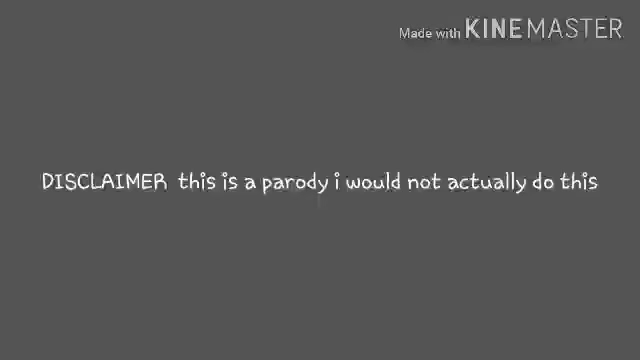 Made with KINEMASTER
DISCLAIMER this is a parody i would not actually do this